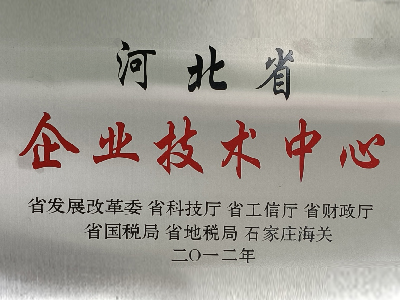 河北省
企业技术中心
省发展改革委 省科技厅 省工信厅 省财政厅
省国税局 省地税局 石家庄海关
二〇一二年